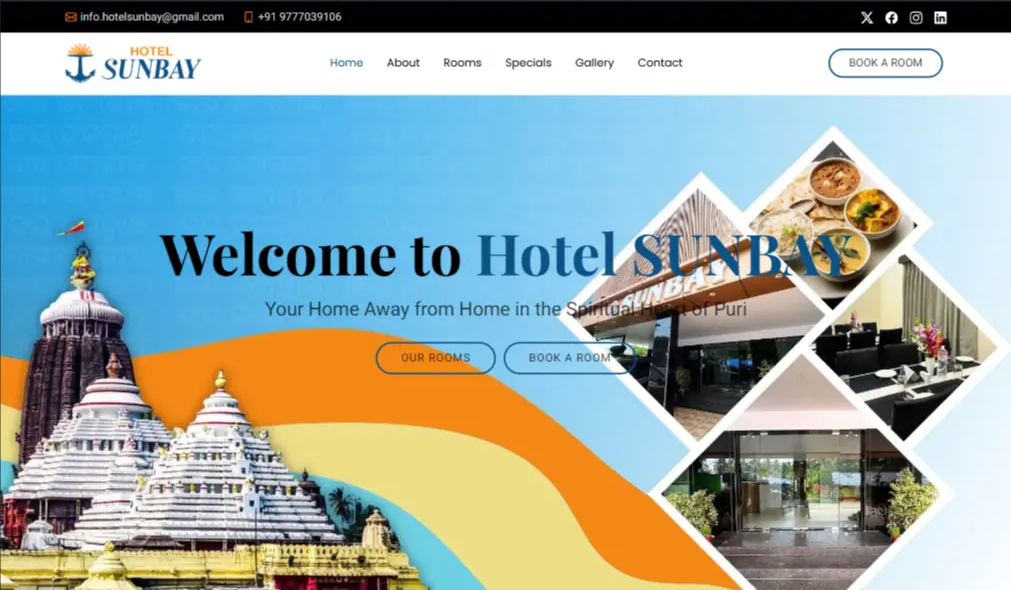 info.hotelsunbay@gmail.com +91 9777039106
HOTEL
SUNBAY
Home About Rooms Specials Gallery Contact
BOOK A ROOM
Welcome to Hotel SUNBAY
SUNBA
Your Home Away from Home in the Spiritual Heart of Puri
OUR ROOMS BOOK A ROOM